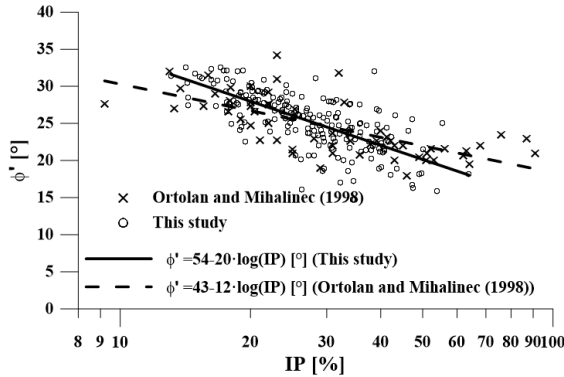 40
35
30
25
20
15
10
5
0
ϕ' [°]
× Ortolan and Mihalinec (1998)
○ This study
ϕ' =54-20·log(IP) [°] (This study)
ϕ' =43-12·log(IP) [°] (Ortolan and Mihalinec (1998))
8 9 10 20 30 40 50 60 70 80 90 100
IP [%]